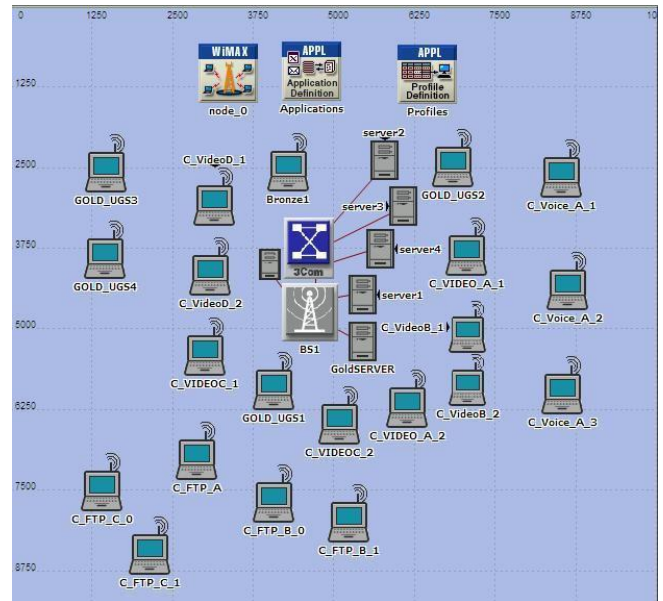 0 1250 2500 3750 5000 6250 7500 8750 10
WiMAX
APPL
APPL
Application
Definition
Profile
Definition
node_0
Applications
Profiles
1250
server2
C_VideoD_1
2500
GOLD_UGS3
Bronze1
GOLD_UGS2
server3
C_Voice_A_1
3750
server4
3Com
GOLD_UGS4
C_VideoD_2
C_VIDEO_A_1
server1
C_Voice_A_2
5000
C_VideoB_1
BS1
GoldSERVER
C_VIDEOC_1
6250
GOLD_UGS1
C_VIDEOC_2
C_VIDEO_A_2
C_VideoB_2
C_Voice_A_3
7500
C_FTP_A
C_FTP_C_0
C_FTP_B_0
C_FTP_B_1
8750
C_FTP_C_1